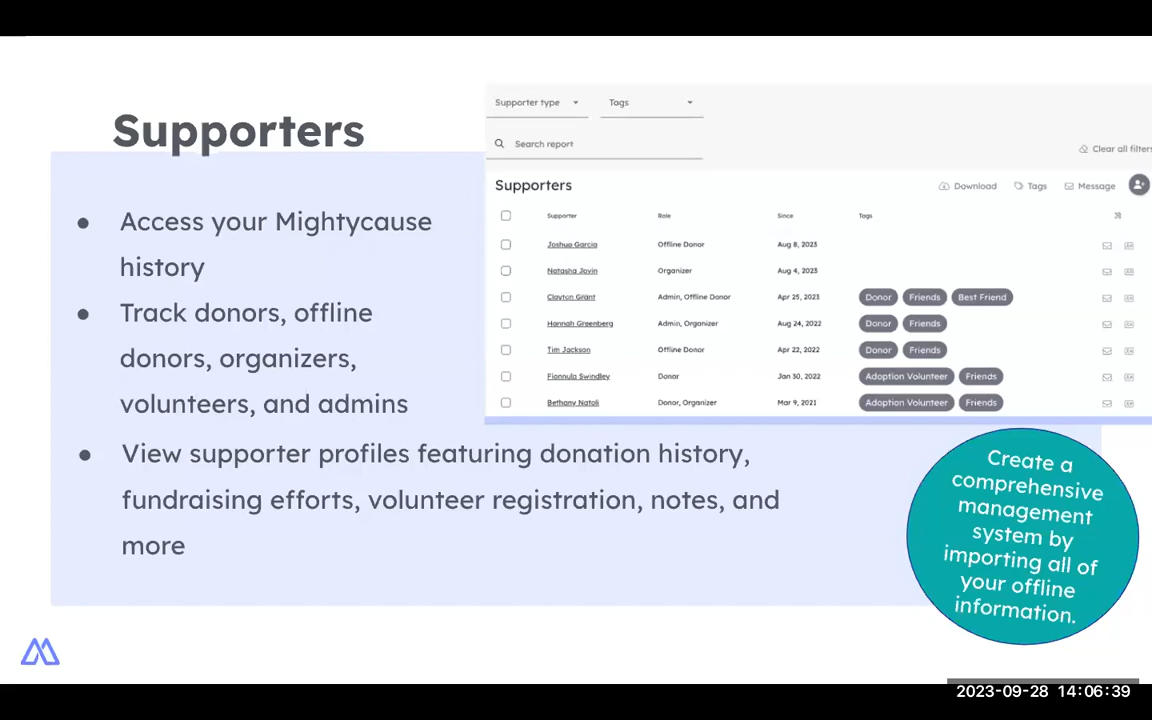 Supporters
● Access your Mightycause
history
● Track donors, offline
donors, organizers,
volunteers, and admins
● View supporter profiles featuring donation history,
fundraising efforts, volunteer registration, notes, and
more
Supporter type Tags
Search report
Clear all filters
Supporters Download Tags Message
Supporter Role Since Tags
Joshua Garcia Offline Donor Aug 8, 2023
Natasha Jovin Organizer Aug 4, 2023
Clayton Grant Admin, Offline Donor Apr 25, 2023 Donor Friends Best Friend
Hannah Greenberg Admin, Organizer Aug 24, 2022 Donor Friends
Tim Jackson Offline Donor Apr 22, 2022 Donor Friends
Fionnula Swindley Donor Jan 30, 2022 Adoption Volunteer Friends
Bethany Natoli Donor, Organizer Mar 9, 2021 Adoption Volunteer Friends
Create a
comprehensive
management
system by
importing all of
your offline
information.
2023-09-28 14:06:39